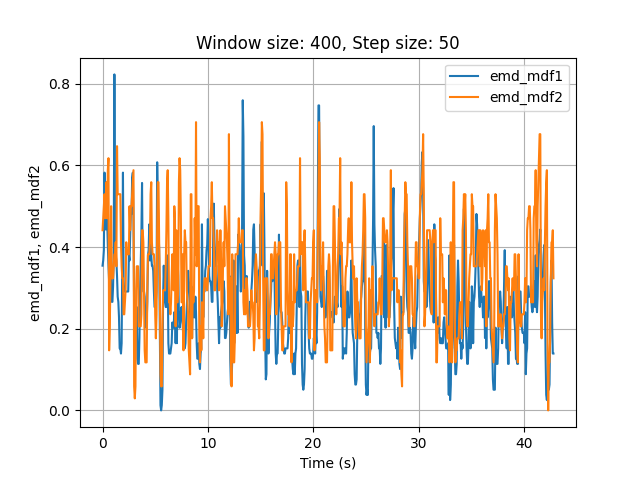 Window size: 400, Step size: 50
emd_mdf1
emd_mdf2
emd_mdf1, emd_mdf2
0.8
0.6
0.4
0.2
0.0
0 10 20 30 40
Time (s)